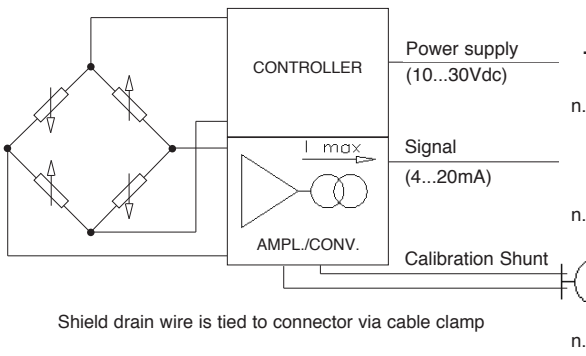 CONTROLLER
Power supply
(10...30Vdc)
n.
I max
Signal
(4...20mA)
n.
AMPL./CONV.
Calibration Shunt
Shield drain wire is tied to connector via cable clamp
n.